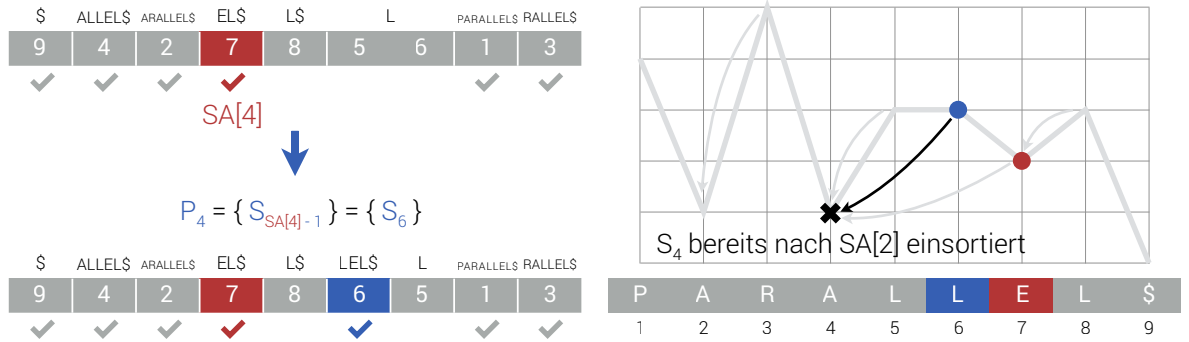 $ ALLEL$ ARALLEL$ EL$ L$ L PARALLEL$ RALLEL$
9 4 2 7 8 5 6 1 3
SA[4]
P4 = { SSA[4] - 1 } = { S6 }
$ ALLEL$ ARALLEL$ EL$ L$ LEL$ L PARALLEL$ RALLEL$
9 4 2 7 8 6 5 1 3
S4 bereits nach SA[2] einsortiert
P A R A L L E L $
1 2 3 4 5 6 7 8 9